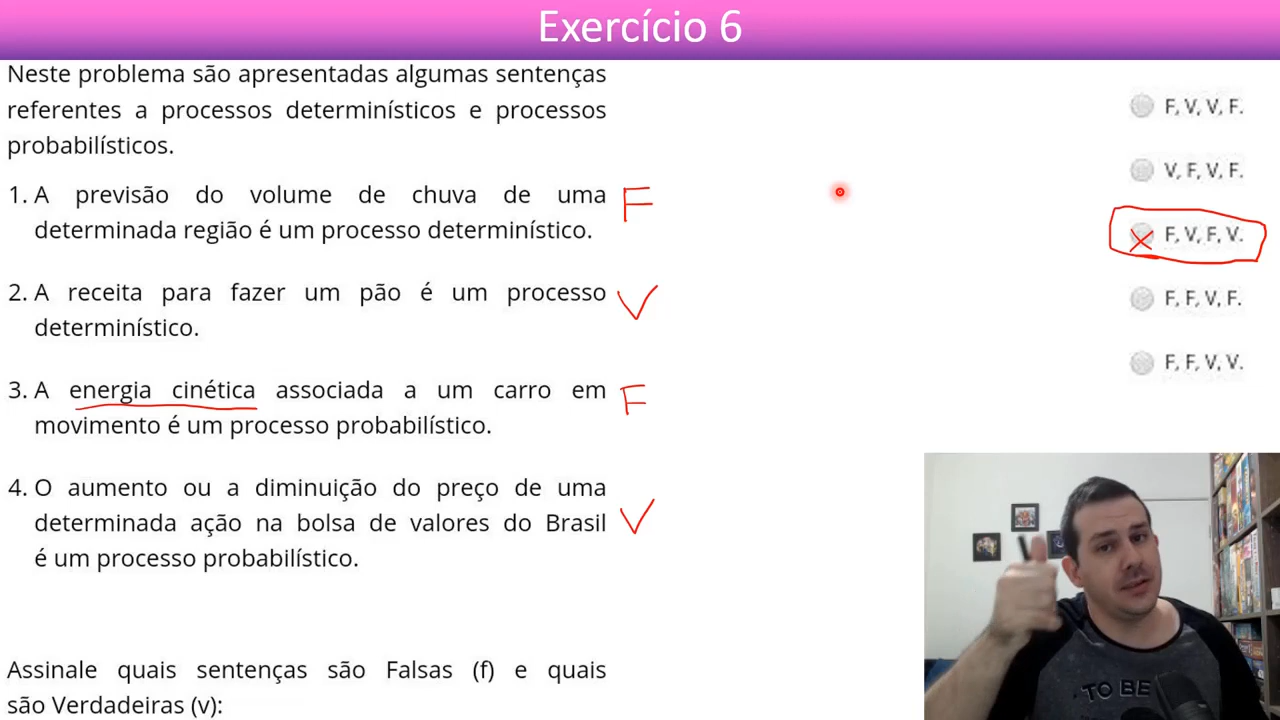 Exercício 6
Neste problema são apresentadas algumas sentenças
referentes a processos determinísticos e processos
probabilísticos.
1. A previsão do volume de chuva de uma
determinada região é um processo determinístico.
F
2. A receita para fazer um pão é um processo
determinístico.
V
3. A energia cinética associada a um carro em
movimento é um processo probabilístico.
F
4. O aumento ou a diminuição do preço de uma
determinada ação na bolsa de valores do Brasil
é um processo probabilístico.
V
Assinale quais sentenças são Falsas (f) e quais
são Verdadeiras (v):
F, V, V, F.
V, F, V, F.
X F, V, F, V.
F, F, V, F.
F, F, V, V.
TO BE